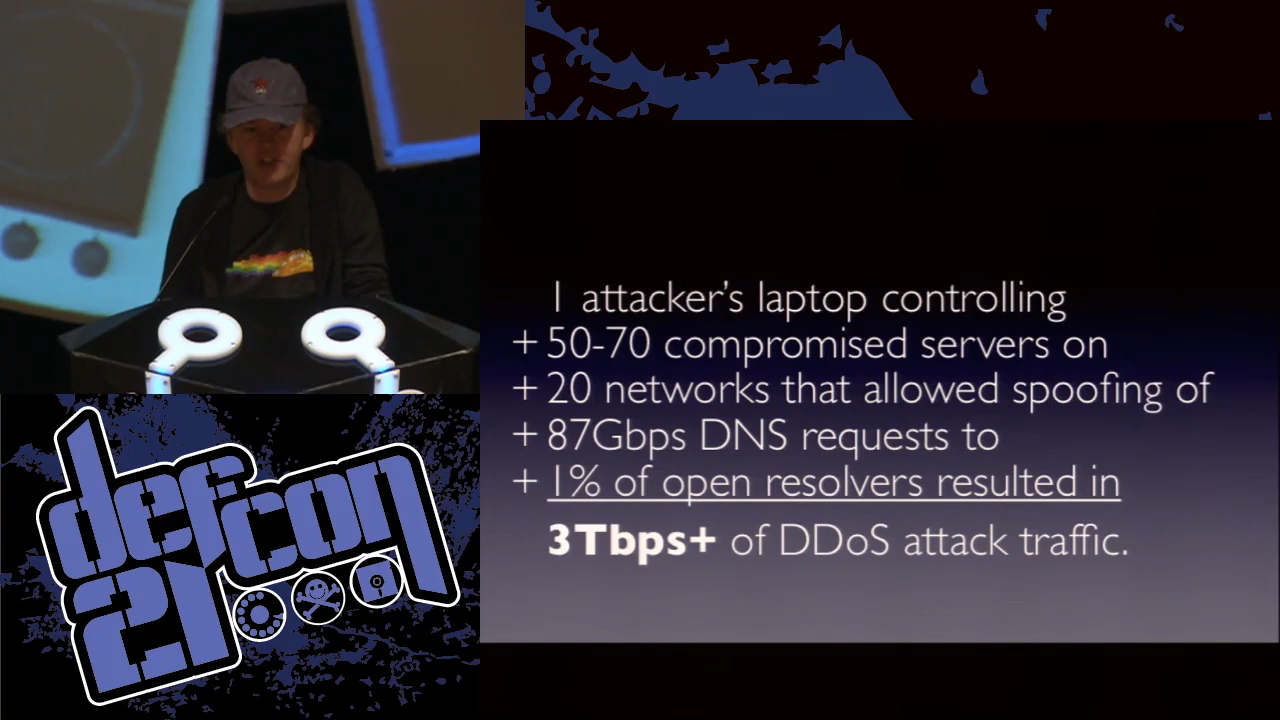 defcon
21
1 attacker's laptop controlling
+ 50-70 compromised servers on
+ 20 networks that allowed spoofing of
+ 87Gbps DNS requests to
+ 1% of open resolvers resulted in
3Tbps+ of DDoS attack traffic.